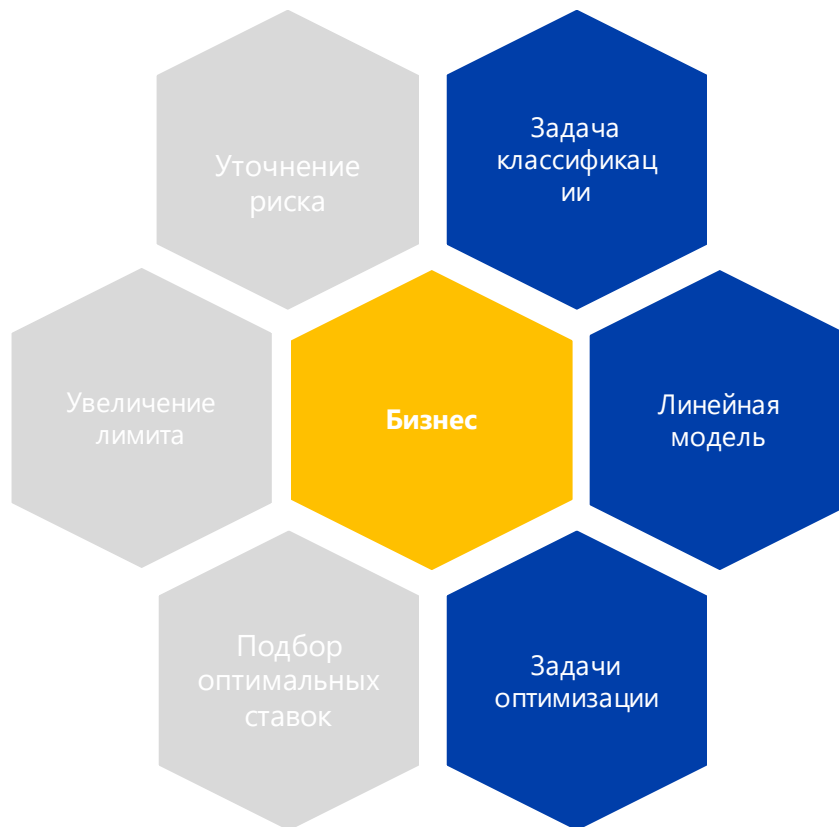 Уточнение
риска
Задача
классификац
ии
Увеличение
лимита
Бизнес
Линейная
модель
Подбор
оптимальных
ставок
Задачи
оптимизации